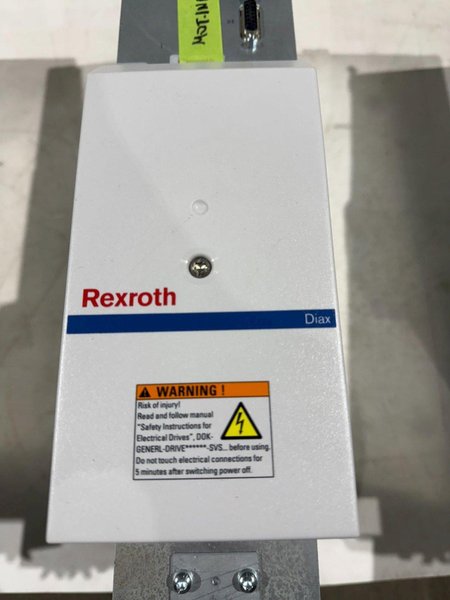 Rexroth
Diax
WARNING !
Risk of injury!
Read and follow manual
"Safety Instructions for
Electrical Drives", DOK-
GENERL-DRIVE******-SVS... before using.
Do not touch electrical connections for
5 minutes after switching power off.